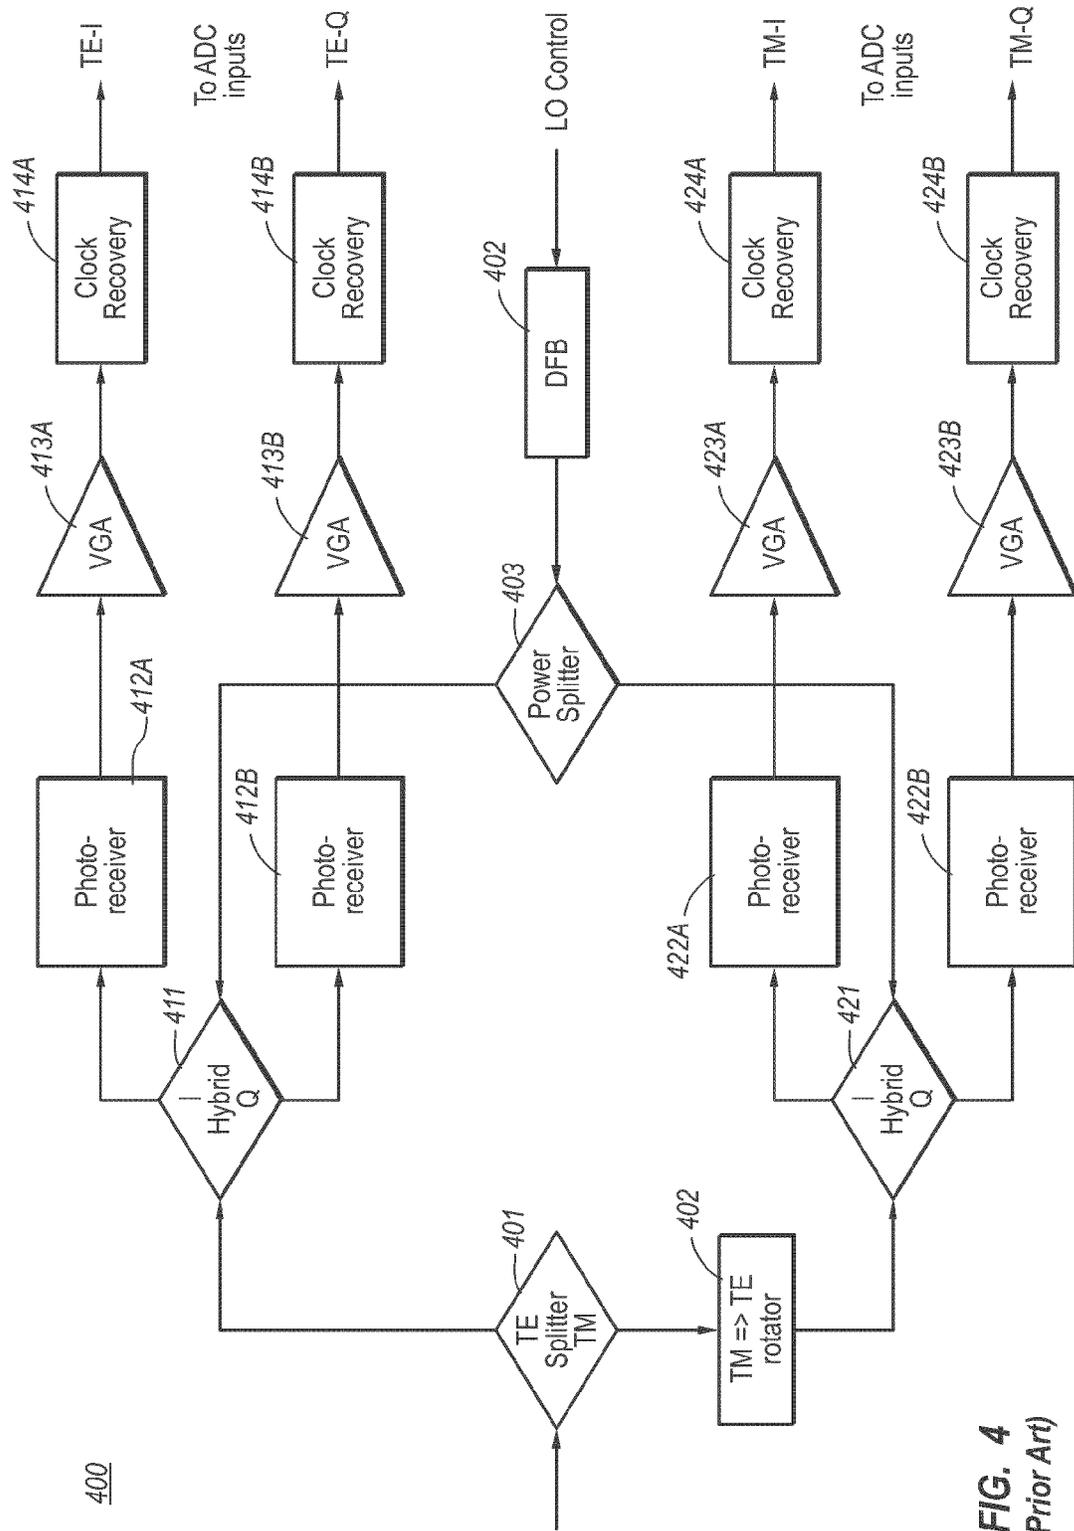 400
412A
413A
414A
Photo-
receiver
VGA
Clock
Recovery
TE-I
411
I
Hybrid
Q
To ADC
inputs
412B
413B
414B
Photo-
receiver
VGA
Clock
Recovery
TE-Q
401
TE
Splitter
TM
403
Power
Splitter
402
DFB
LO Control
402
TM => TE
rotator
422A
423A
424A
Photo-
receiver
VGA
Clock
Recovery
TM-I
421
I
Hybrid
Q
To ADC
inputs
422B
423B
424B
Photo-
receiver
VGA
Clock
Recovery
TM-Q
FIG. 4
Prior Art)